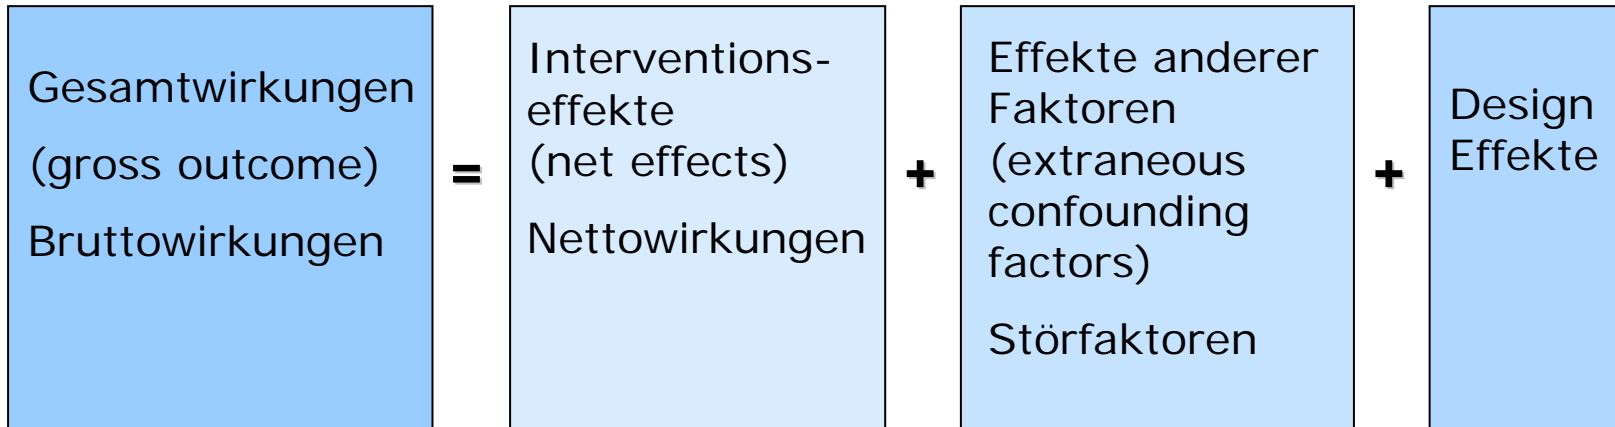 Gesamtwirkungen
(gross outcome)
Bruttowirkungen
=
Interventions-
effekte
(net effects)
Nettowirkungen
+
Effekte anderer
Faktoren
(extraneous
confounding
factors)
Störfaktoren
+
Design
Effekte